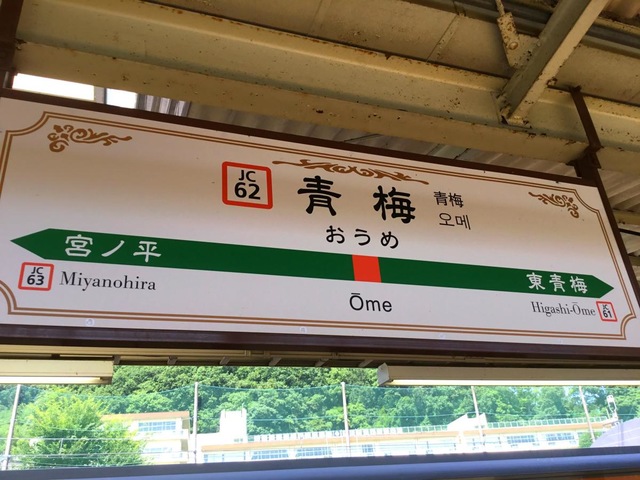 JC
62
青梅
青梅
오메
おうめ
宮ノ平
東青梅
JC
63
Miyanohira
Ōme
Higashi-Ōme
JC
61